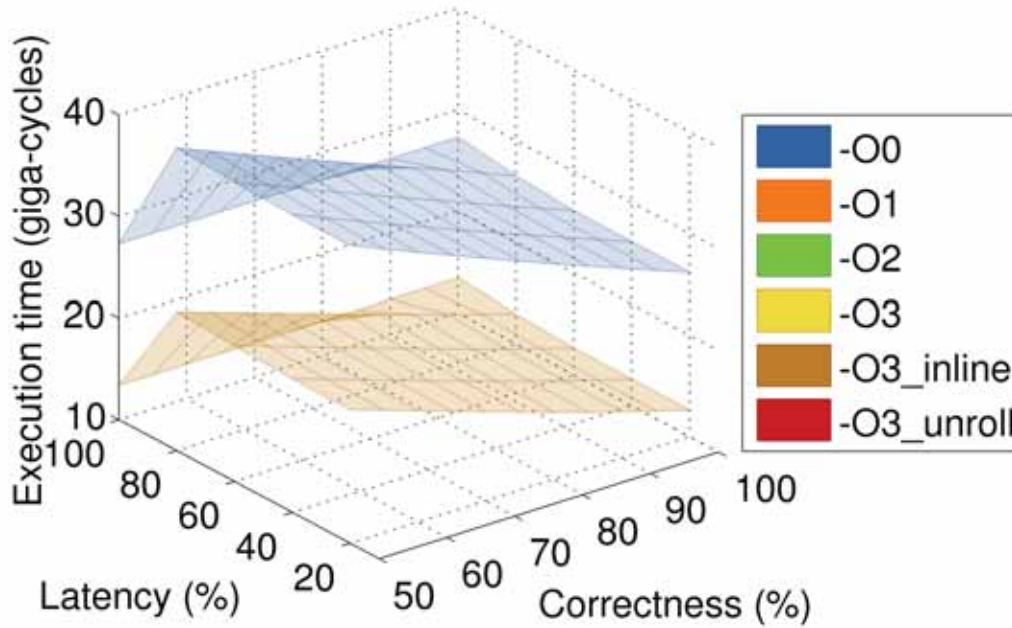 Execution time (giga-cycles)
40
30
20
10
100
80
60
40
20
Latency (%)
50
60
70
80
90
100
Correctness (%)
-O0
-O1
-O2
-O3
-O3_inline
-O3_unroll